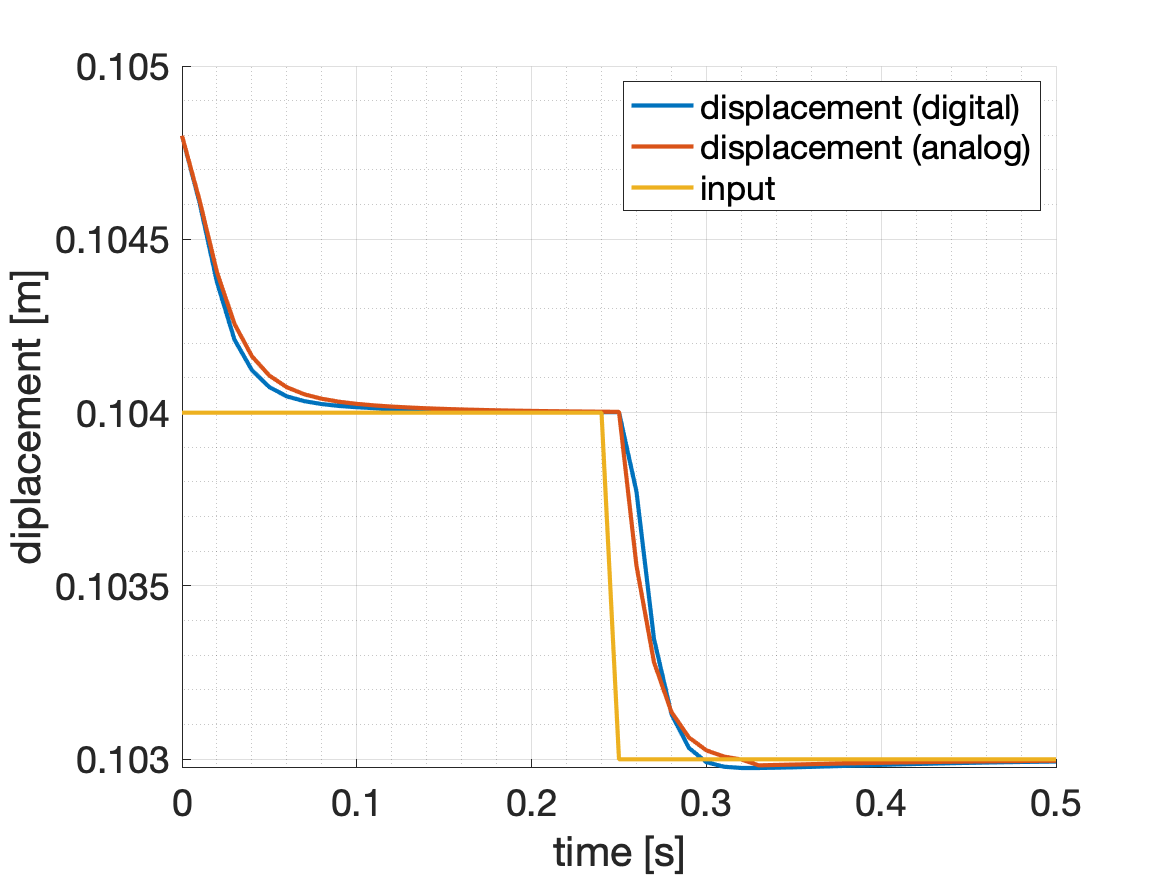 0.105
displacement (digital)
displacement (analog)
input
0.1045
0.104
0.1035
0.103
diplacement [m]
0
0.1
0.2
0.3
0.4
0.5
time [s]